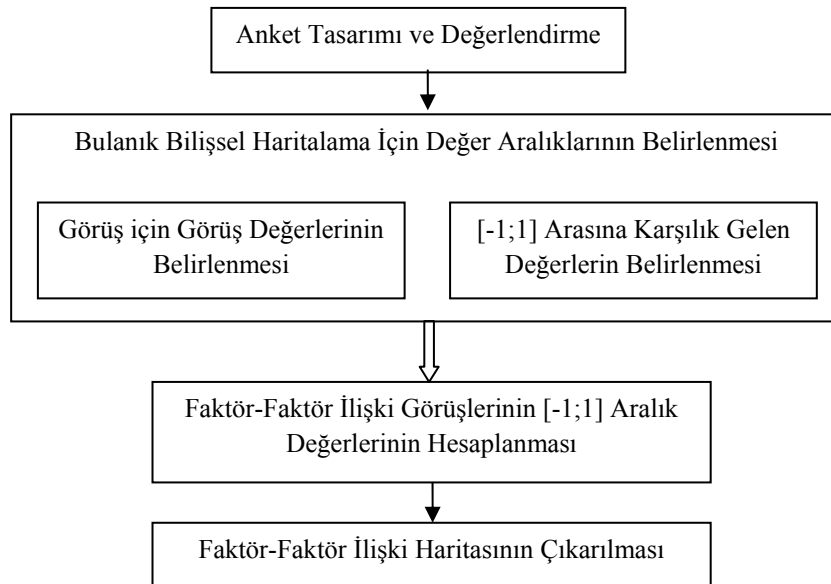 Anket Tasarımı ve Değerlendirme
Bulanık Bilişsel Haritalama İçin Değer Aralıklarının Belirlenmesi
Görüş için Görüş Değerlerinin
Belirlenmesi
[-1;1] Arasına Karşılık Gelen
Değerlerin Belirlenmesi
Faktör-Faktör İlişki Görüşlerinin [-1;1] Aralık
Değerlerinin Hesaplanması
Faktör-Faktör İlişki Haritasının Çıkarılması